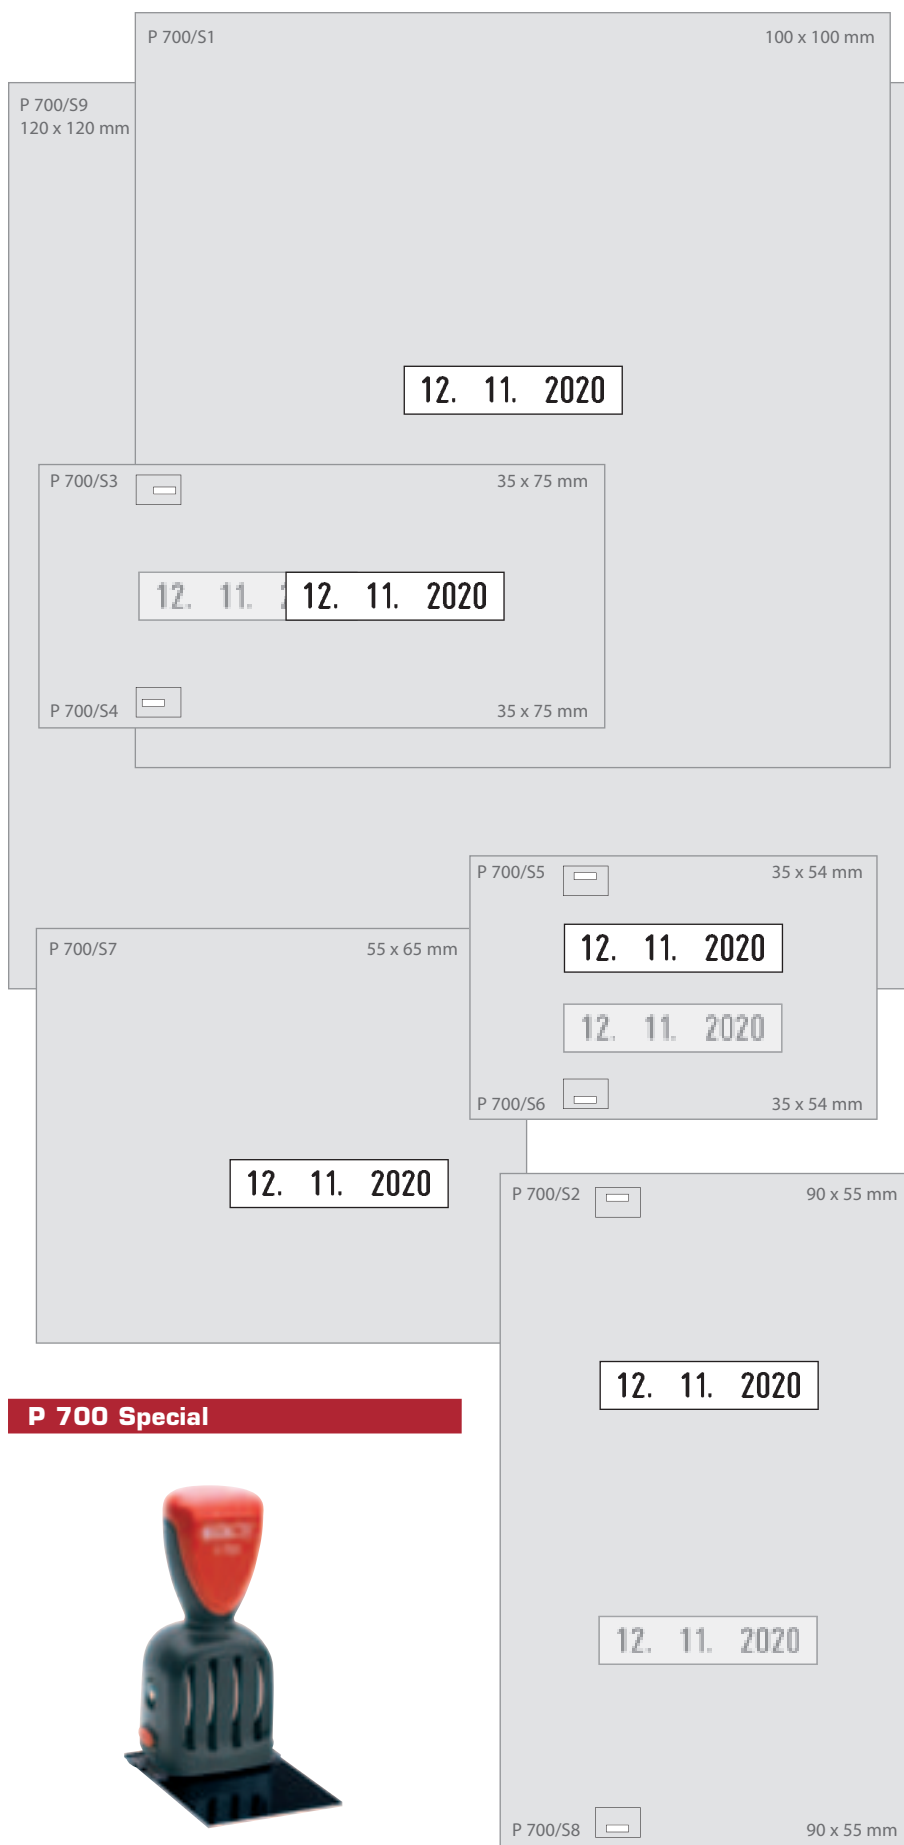 P 700/S1 100 x 100 mm
P 700/S9
120 x 120 mm
12. 11. 2020
P 700/S3 35 x 75 mm
12. 11. 12. 11. 2020
P 700/S4 35 x 75 mm
P 700/S5 35 x 54 mm
12. 11. 2020
12. 11. 2020
P 700/S6 35 x 54 mm
P 700/S7 55 x 65 mm
12. 11. 2020
P 700/S2 90 x 55 mm
12. 11. 2020
P 700 Special
12. 11. 2020
P 700/S8 90 x 55 mm